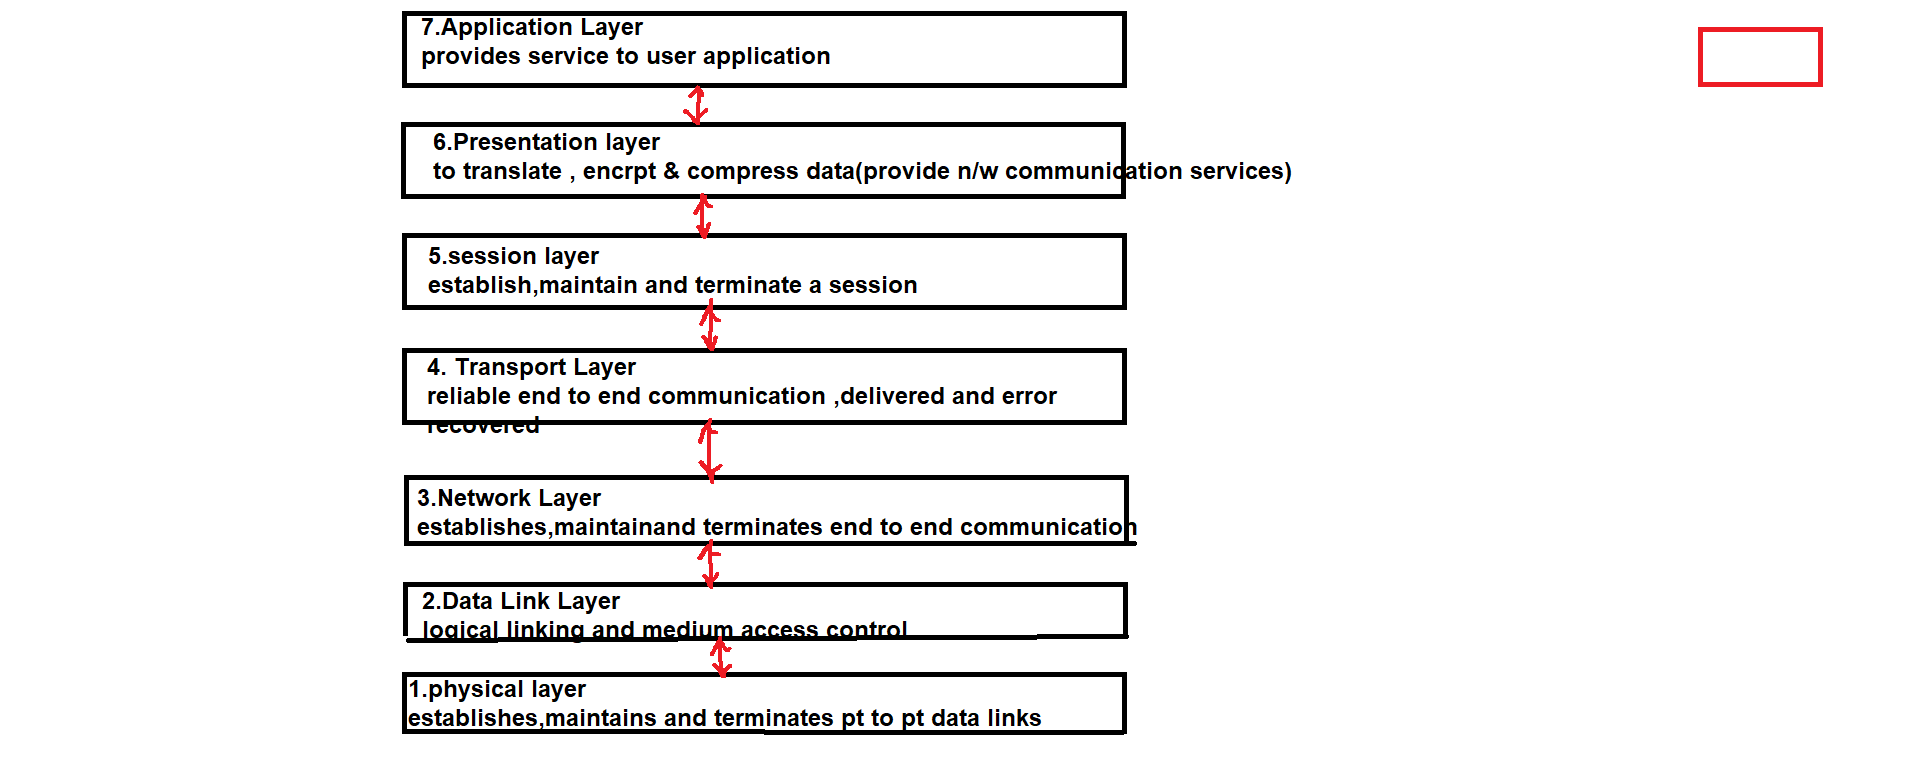 7.Application Layer
provides service to user application
6.Presentation layer
to translate , encrpt & compress data(provide n/w communication services)
5.session layer
establish,maintain and terminate a session
4. Transport Layer
reliable end to end communication ,delivered and error
recovered
3.Network Layer
establishes,maintainand terminates end to end communication
2.Data Link Layer
logical linking and medium access control
1.physical layer
establishes,maintains and terminates pt to pt data links